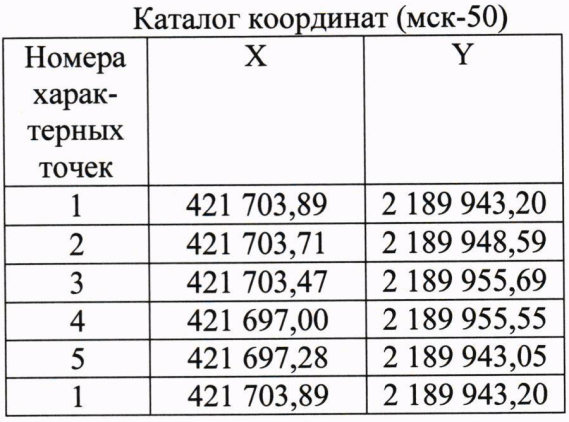 Каталог координат (мск-50)
Номера характерных точек X Y
1 421 703,89 2 189 943,20
2 421 703,71 2 189 948,59
3 421 703,47 2 189 955,69
4 421 697,00 2 189 955,55
5 421 697,28 2 189 943,05
1 421 703,89 2 189 943,20